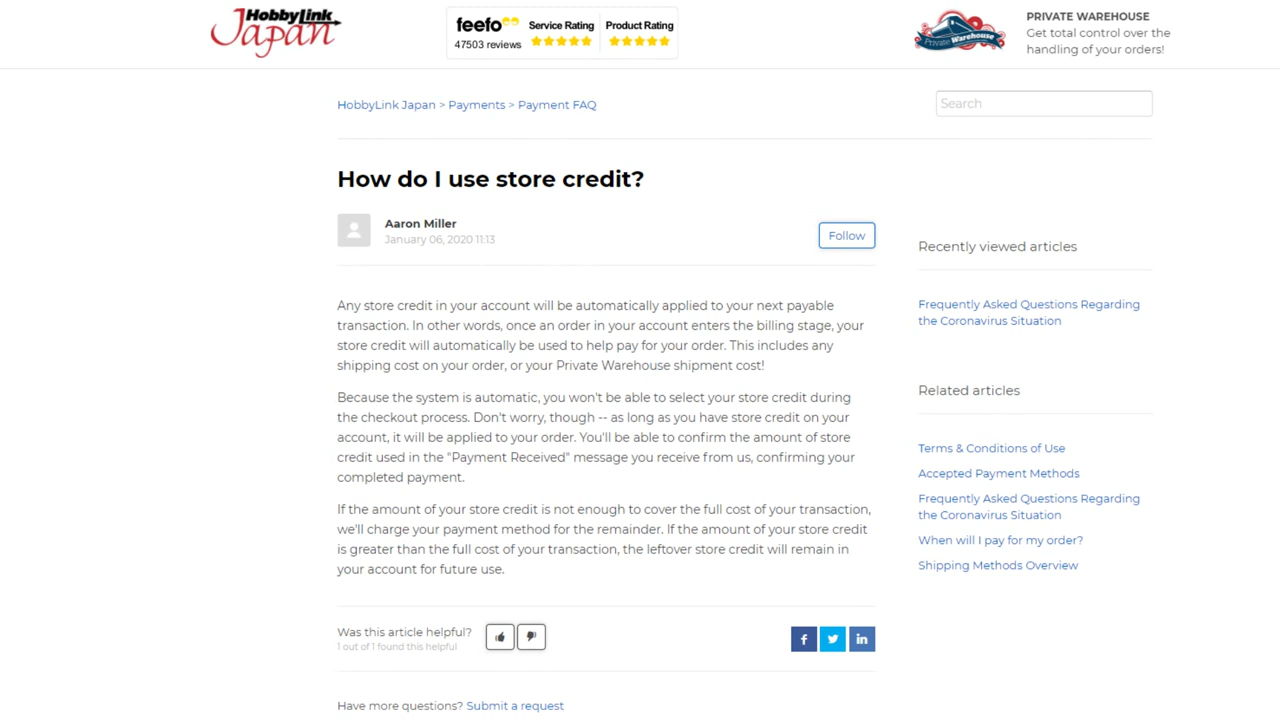 HobbyLink
Japan
feefo
47503 reviews
Service Rating
Product Rating
Private Warehouse
PRIVATE WAREHOUSE
Get total control over the
handling of your orders!
HobbyLink Japan > Payments > Payment FAQ
Search
How do I use store credit?
Aaron Miller
January 06, 2020 11:13
Follow
Any store credit in your account will be automatically applied to your next payable
transaction. In other words, once an order in your account enters the billing stage, your
store credit will automatically be used to help pay for your order. This includes any
shipping cost on your order, or your Private Warehouse shipment cost!
Because the system is automatic, you won't be able to select your store credit during
the checkout process. Don't worry, though -- as long as you have store credit on your
account, it will be applied to your order. You'll be able to confirm the amount of store
credit used in the "Payment Received" message you receive from us, confirming your
completed payment.
If the amount of your store credit is not enough to cover the full cost of your transaction,
we'll charge your payment method for the remainder. If the amount of your store credit
is greater than the full cost of your transaction, the leftover store credit will remain in
your account for future use.
Was this article helpful?
1 out of 1 found this helpful
Have more questions? Submit a request
Recently viewed articles
Frequently Asked Questions Regarding
the Coronavirus Situation
Related articles
Terms & Conditions of Use
Accepted Payment Methods
Frequently Asked Questions Regarding
the Coronavirus Situation
When will I pay for my order?
Shipping Methods Overview